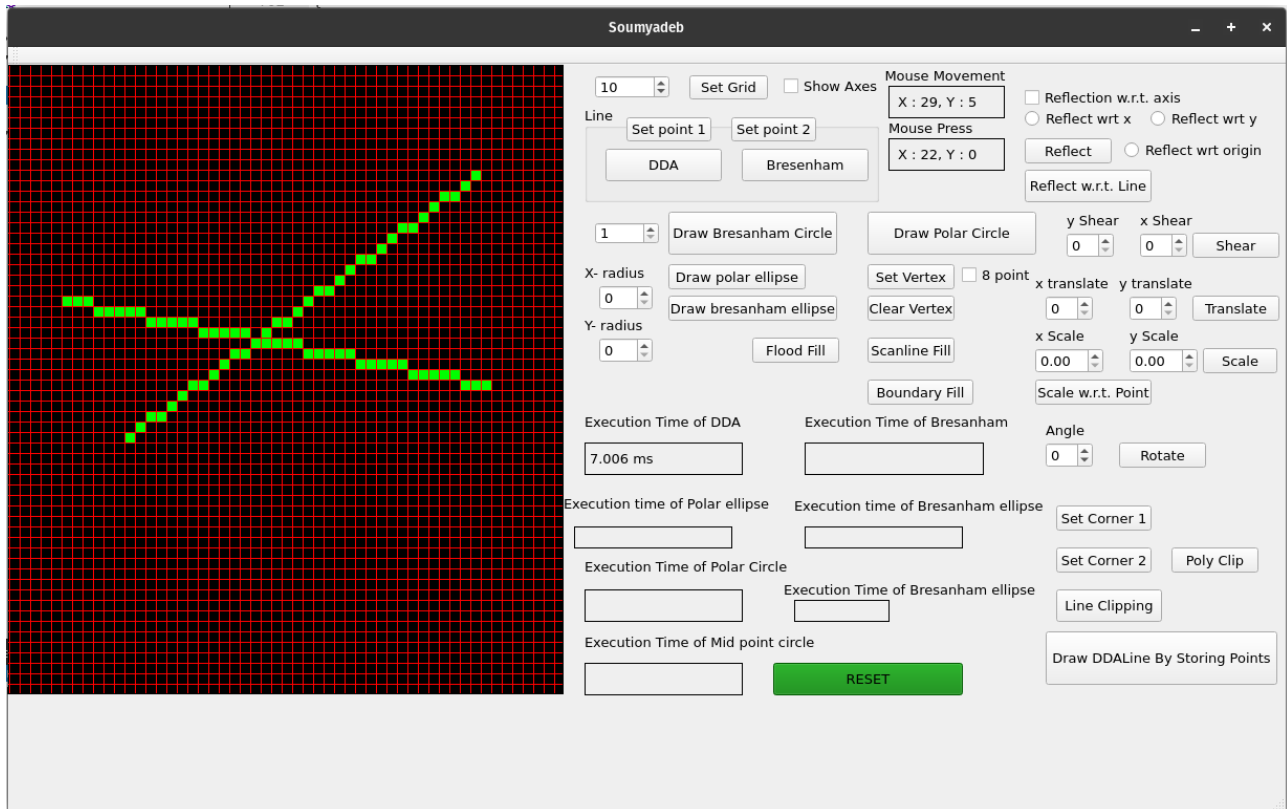 Soumyadeb
10 Set Grid Show Axes
Mouse Movement
X : 29, Y : 5
Mouse Press
X : 22, Y : 0
Line
Set point 1 Set point 2
DDA Bresenham
Reflection w.r.t. axis
Reflect wrt x Reflect wrt y
Reflect Reflect wrt origin
Reflect w.r.t. Line
1 Draw Bresanham Circle Draw Polar Circle
y Shear x Shear
0 0 Shear
X- radius
0
Y- radius
0
Draw polar ellipse
Draw bresanham ellipse
Flood Fill
Set Vertex 8 point
Clear Vertex
Scanline Fill
Boundary Fill
x translate y translate
0 0 Translate
x Scale y Scale
0.00 0.00 Scale
Scale w.r.t. Point
Execution Time of DDA Execution Time of Bresanham
7.006 ms
Angle
0 Rotate
Execution time of Polar ellipse Execution time of Bresanham ellipse
Set Corner 1
Set Corner 2 Poly Clip
Execution Time of Polar Circle
Execution Time of Bresanham ellipse
Line Clipping
Execution Time of Mid point circle
RESET
Draw DDALine By Storing Points